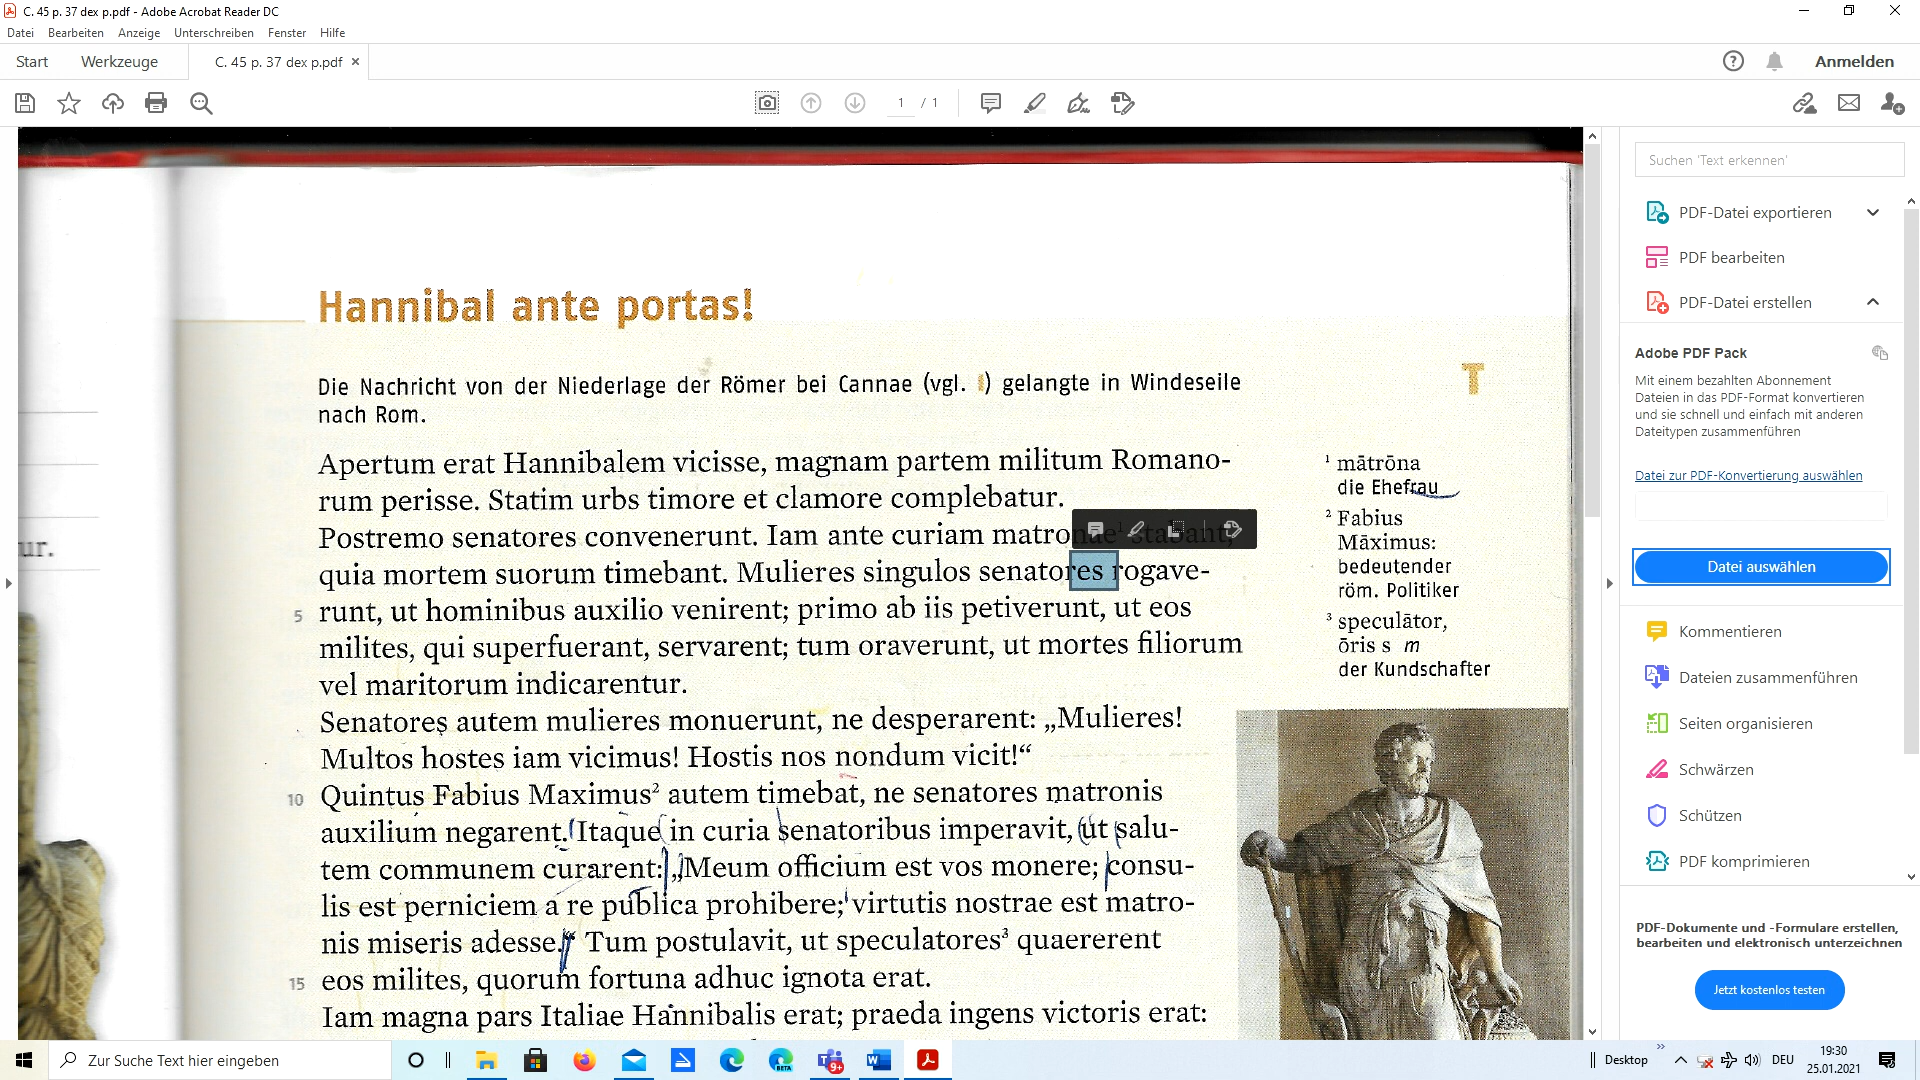 C. 45 p. 37 dex p.pdf - Adobe Acrobat Reader DC
Datei Bearbeiten Anzeige Unterschreiben Fenster Hilfe
Start Werkzeuge C. 45 p. 37 dex p.pdf × Anmelden
1 / 1
Hannibal ante portas!
Die Nachricht von der Niederlage der Römer bei Cannae (vgl. I) gelangte in Windeseile
nach Rom.
T
Apertum erat Hannibalem vicisse, magnam partem militum Romano-
rum perisse. Statim urbs timore et clamore complebatur.
Postremo senatores convenerunt. Iam ante curiam matronae¹ stabant,
quia mortem suorum timebant. Mulieres singulos senatores rogave-
5 runt, ut hominibus auxilio venirent; primo ab iis petiverunt, ut eos
milites, qui superfuerant, servarent; tum oraverunt, ut mortes filiorum
vel maritorum indicarentur.
Senatores autem mulieres monuerunt, ne desperarent: „Mulieres!
Multos hostes iam vicimus! Hostis nos nondum vicit!“
10 Quintus Fabius Maximus² autem timebat, ne senatores matronis
auxilium negarent. Itaque in curia senatoribus imperavit, ut salu-
tem communem curarent: „Meum officium est vos monere; consu-
lis est perniciem a re publica prohibere; virtutis nostrae est matro-
nis miseris adesse.“ Tum postulavit, ut speculatores³ quaererent
15 eos milites, quorum fortuna adhuc ignota erat.
Iam magna pars Italiae Hannibalis erat; praeda ingens victoris erat:
¹ mātrōna
die Ehefrau
² Fabius
Māximus:
bedeutender
röm. Politiker
³ speculātor,
ōris s m
der Kundschafter
ur.
Suchen 'Text erkennen'
PDF-Datei exportieren
PDF bearbeiten
PDF-Datei erstellen
Adobe PDF Pack
Mit einem bezahlten Abonnement
Dateien in das PDF-Format konvertieren
und sie schnell und einfach mit anderen
Dateitypen zusammenführen
Datei zur PDF-Konvertierung auswählen
Datei auswählen
Kommentieren
Dateien zusammenführen
Seiten organisieren
Schwärzen
Schützen
PDF komprimieren
PDF-Dokumente und -Formulare erstellen,
bearbeiten und elektronisch unterzeichnen
Jetzt kostenlos testen
Zur Suche Text hier eingeben
BETA
9+
Desktop
DEU
19:30
25.01.2021